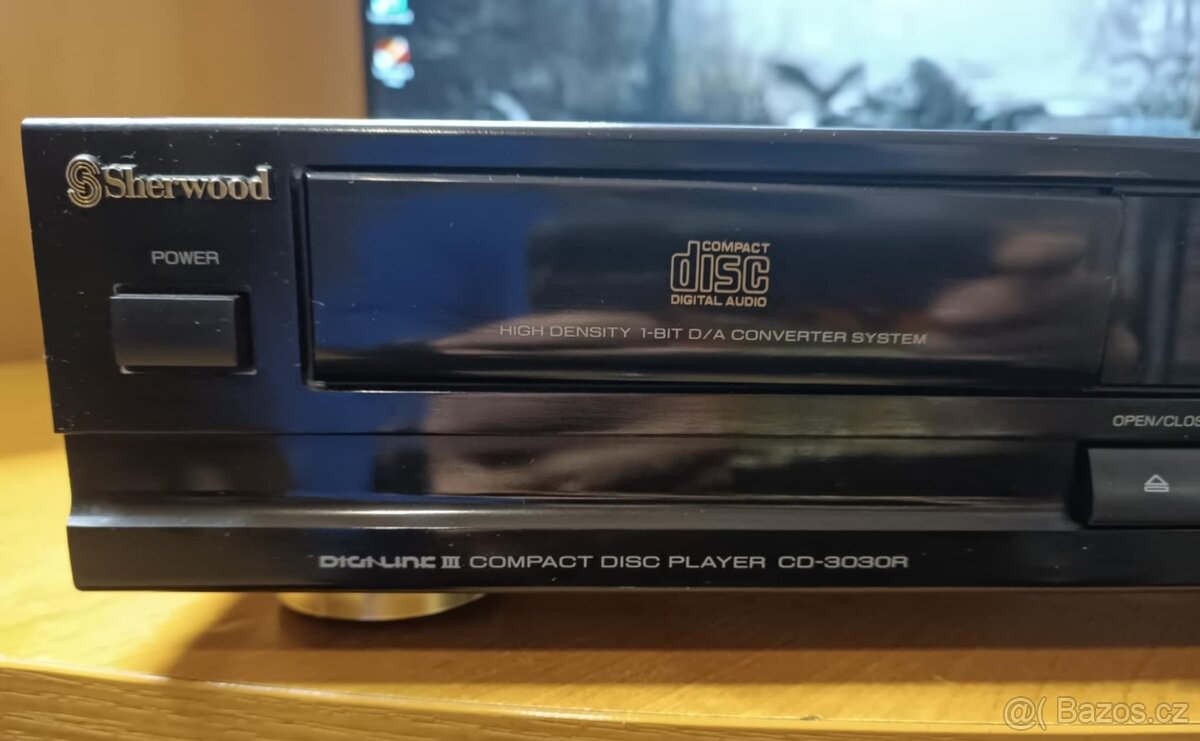 Sherwood
POWER
COMPACT
disc
DIGITAL AUDIO
HIGH DENSITY 1-BIT D/A CONVERTER SYSTEM
OPEN/CLOS
DIGI-LINE III COMPACT DISC PLAYER CD-3030R
@( Bazos.cz